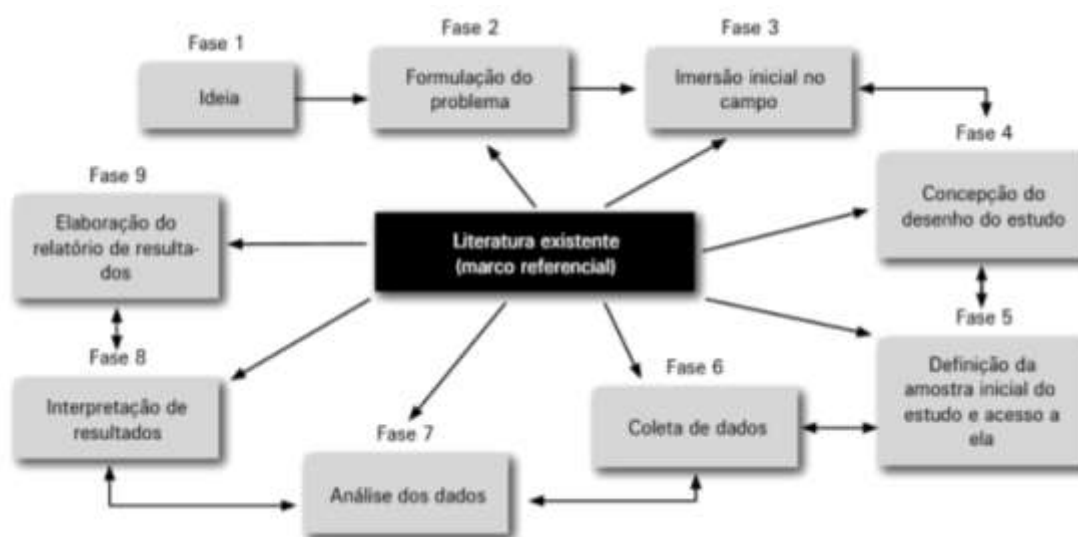 Fase 1
Ideia
Fase 2
Formulação do
problema
Fase 3
Imersão inicial no
campo
Fase 4
Concepção do
desenho do estudo
Literatura existente
(marco referencial)
Fase 5
Definição da
amostra inicial do
estudo e acesso a
ela
Fase 6
Coleta de dados
Fase 7
Análise dos dados
Fase 8
Interpretação de
resultados
Fase 9
Elaboração do
relatório de resulta-
dos